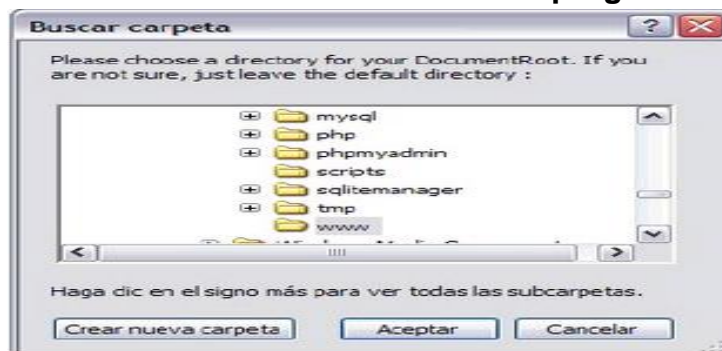 Buscar carpeta
Please choose a directory for your DocumentRoot. If you
are not sure, just leave the default directory :
mysql
php
phpmyadmin
scripts
sqlitemanager
tmp
www
Haga clic en el signo más para ver todas las subcarpetas.
Crear nueva carpeta Aceptar Cancelar